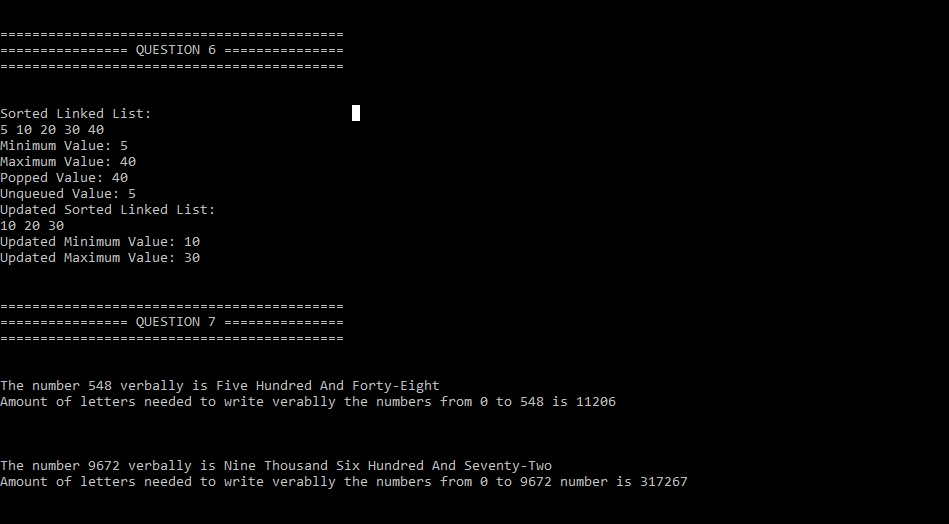 ===========================================
================ QUESTION 6 ===============
===========================================
Sorted Linked List:
5 10 20 30 40
Minimum Value: 5
Maximum Value: 40
Popped Value: 40
Unqueued Value: 5
Updated Sorted Linked List:
10 20 30
Updated Minimum Value: 10
Updated Maximum Value: 30
===========================================
================ QUESTION 7 ===============
===========================================
The number 548 verbally is Five Hundred And Forty-Eight
Amount of letters needed to write verablly the numbers from 0 to 548 is 11206
The number 9672 verbally is Nine Thousand Six Hundred And Seventy-Two
Amount of letters needed to write verablly the numbers from 0 to 9672 number is 317267